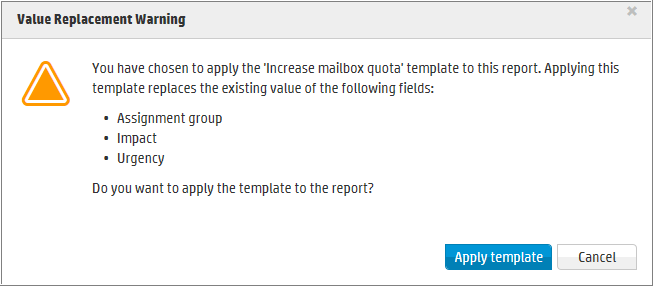 Value Replacement Warning
You have chosen to apply the 'Increase mailbox quota' template to this report. Applying this
template replaces the existing value of the following fields:
• Assignment group
• Impact
• Urgency
Do you want to apply the template to the report?
Apply template Cancel